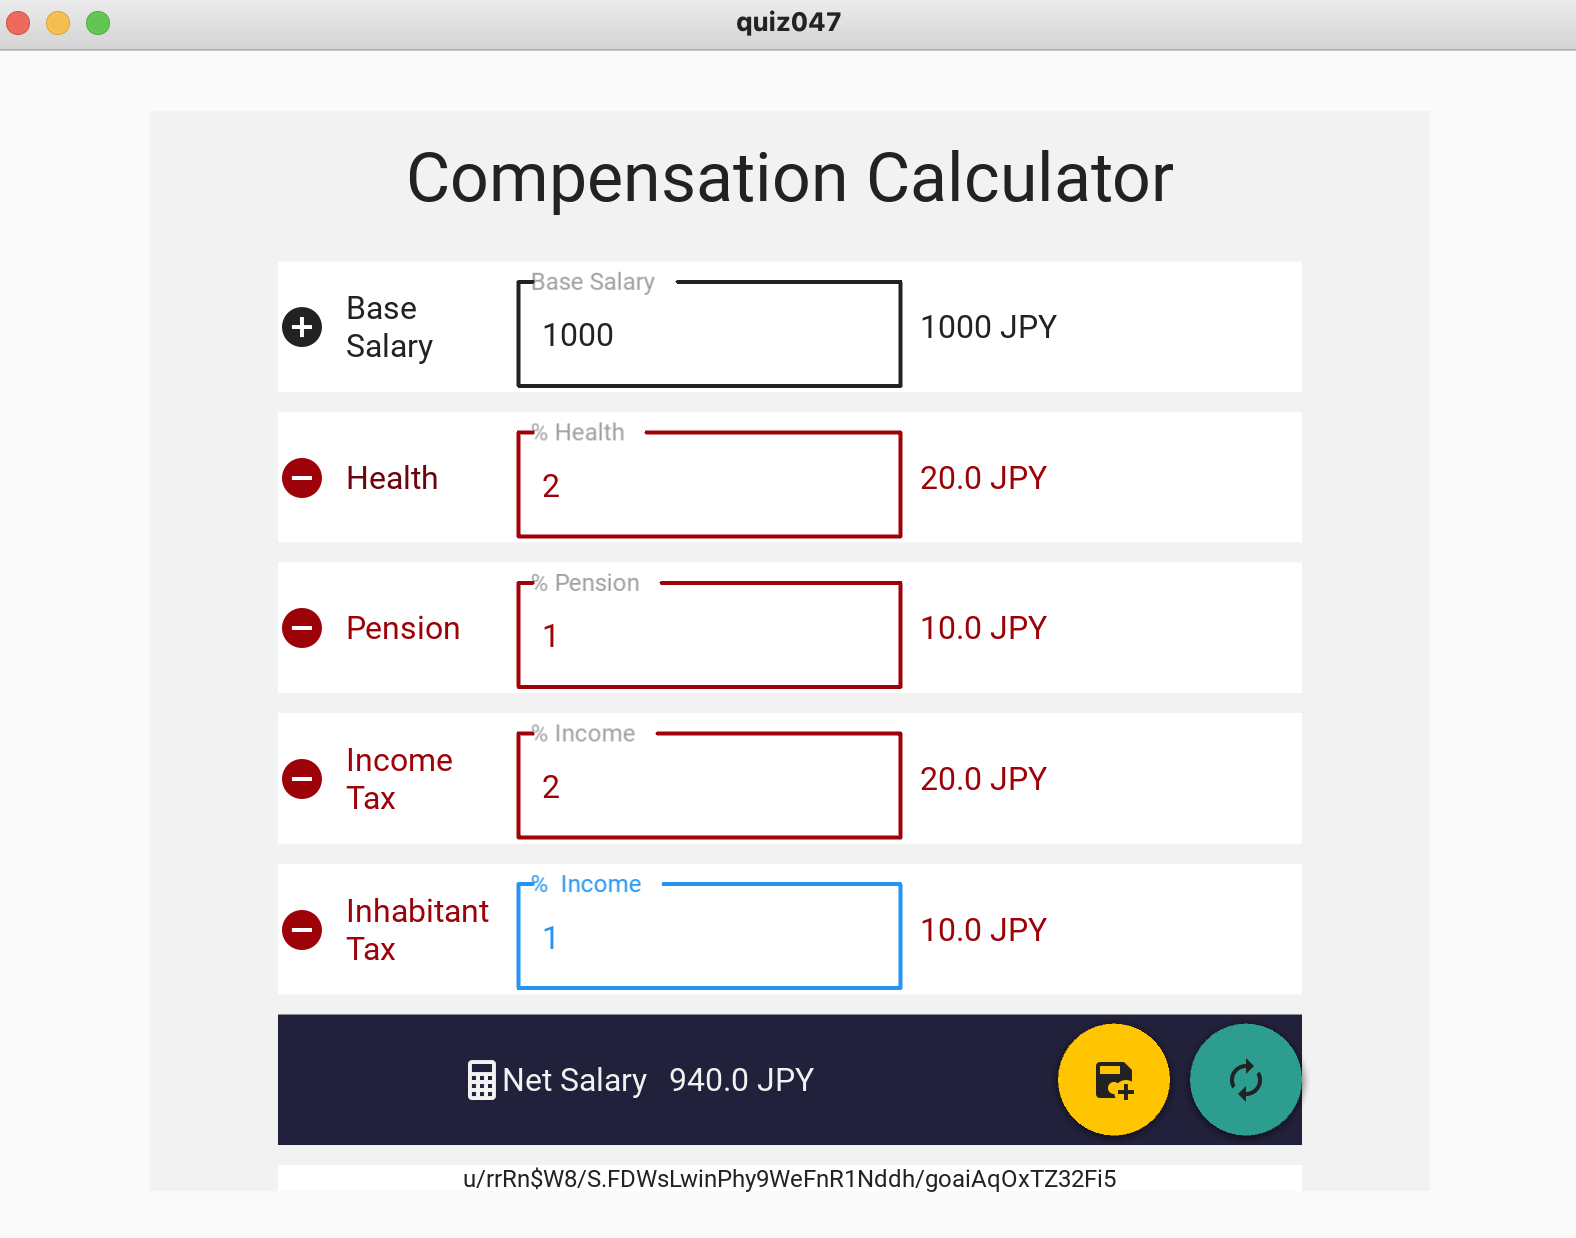 quiz047
Compensation Calculator
Base Salary
Base
Salary
1000
1000 JPY
% Health
Health
2
20.0 JPY
% Pension
Pension
1
10.0 JPY
% Income
Income
Tax
2
20.0 JPY
% Income
Inhabitant
Tax
1
10.0 JPY
Net Salary 940.0 JPY
u/rrRn$W8/S.FDWsLwinPhy9WeFnR1Nddh/goaiAqOxTZ32Fi5